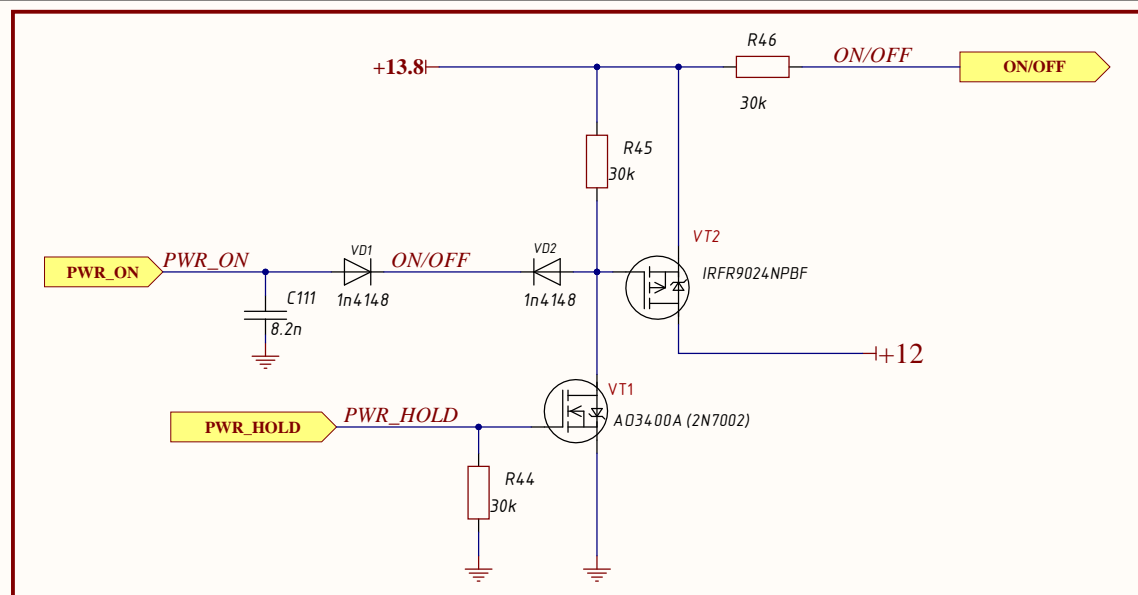 R46
ON/OFF
+13.8
ON/OFF
30k
R45
30k
VT2
PWR_ON
PWR_ON
VD1
ON/OFF
VD2
IRFR9024NPBF
C111
1n4148
1n4148
8.2n
+12
VT1
PWR_HOLD
PWR_HOLD
AO3400A (2N7002)
R44
30k